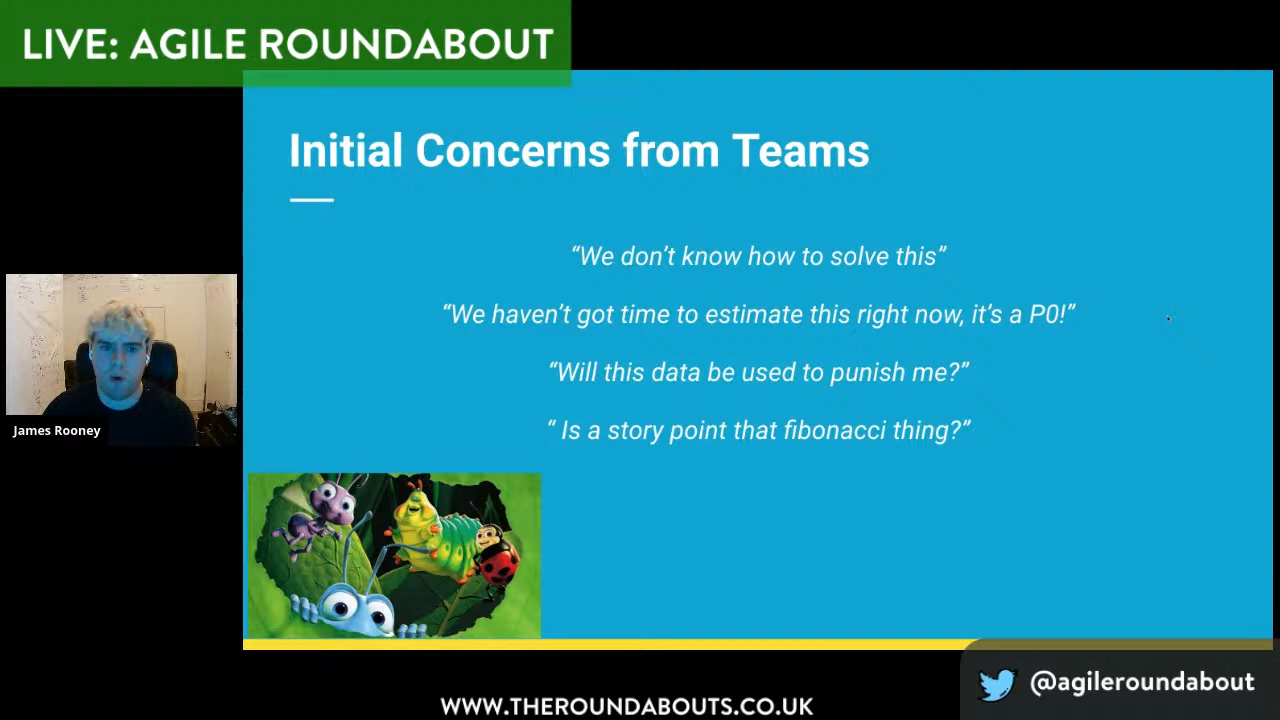 LIVE: AGILE ROUNDABOUT
Initial Concerns from Teams
“We don’t know how to solve this”
“We haven’t got time to estimate this right now, it’s a P0!”
“Will this data be used to punish me?”
“ Is a story point that fibonacci thing?”
James Rooney
@agileroundabout
WWW.THEROUNDABOUTS.CO.UK